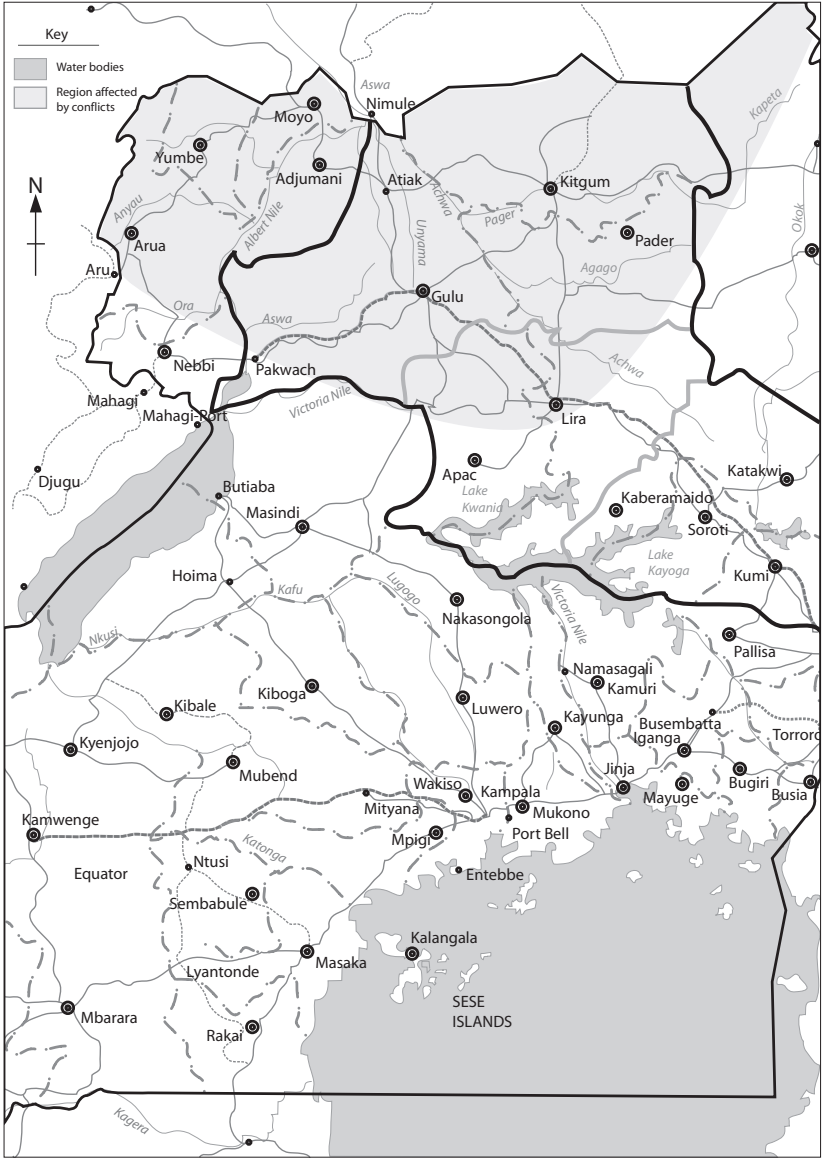 Key
Water bodies
Region affected
by conflicts
N
Aswa
Nimule
Moyo
Kapeta
Yumbe
Adjumani
Atiak
Achwa
Kitgum
Anyau
Albert Nile
Pager
Okok
Arua
Unyama
Pader
Aru
Agago
Gulu
Ora
Aswa
Nebbi
Pakwach
Achwa
Mahagi
Victoria Nile
Mahagi-Port
Lira
Djugu
Apac
Katakwi
Butiaba
Lake
Kwania
Kaberamaido
Masindi
Soroti
Lake
Kayoga
Hoima
Kumi
Kafu
Lugogo
Victoria Nile
Nakasongola
Nkusi
Pallisa
Namasagali
Kiboga
Kamuri
Kibale
Luwero
Kayunga
Busembatta
Kyenjojo
Iganga
Torroro
Mubend
Jinja
Wakiso
Kampala
Bugiri
Mityana
Mukono
Mayuge
Busia
Kamwenge
Mpigi
Port Bell
Katonga
Ntusi
Equator
Entebbe
Sembabule
Kalangala
Masaka
Lyantonde
SESE
ISLANDS
Mbarara
Rakai
Kagera